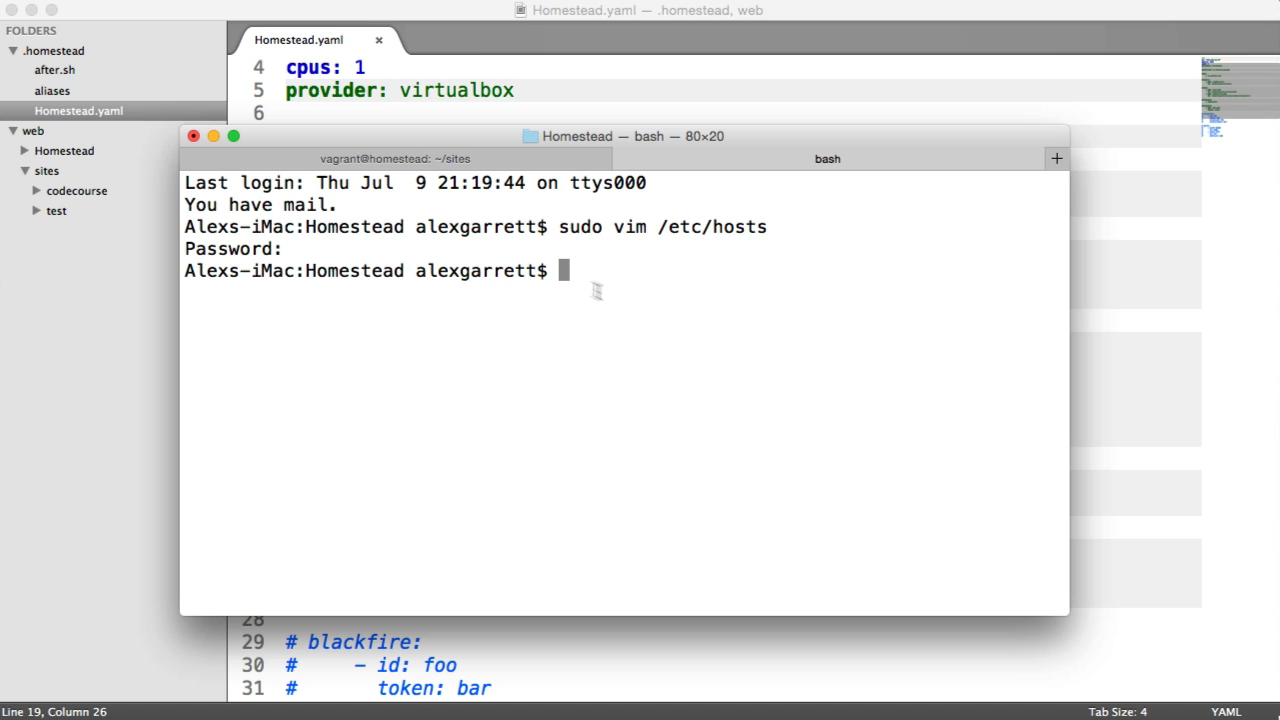 Homestead.yaml — .homestead, web
FOLDERS
.homestead
after.sh
aliases
Homestead.yaml
web
Homestead
sites
codecourse
test
Homestead.yaml ×
4 cpus: 1
5 provider: virtualbox
6
Homestead — bash — 80×20
vagrant@homestead: ~/sites
bash
+
Last login: Thu Jul  9 21:19:44 on ttys000
You have mail.
Alexs-iMac:Homestead alexgarrett$ sudo vim /etc/hosts
Password:
Alexs-iMac:Homestead alexgarrett$
28
29 # blackfire:
30 #     - id: foo
31 #       token: bar
Line 19, Column 26
Tab Size: 4
YAML